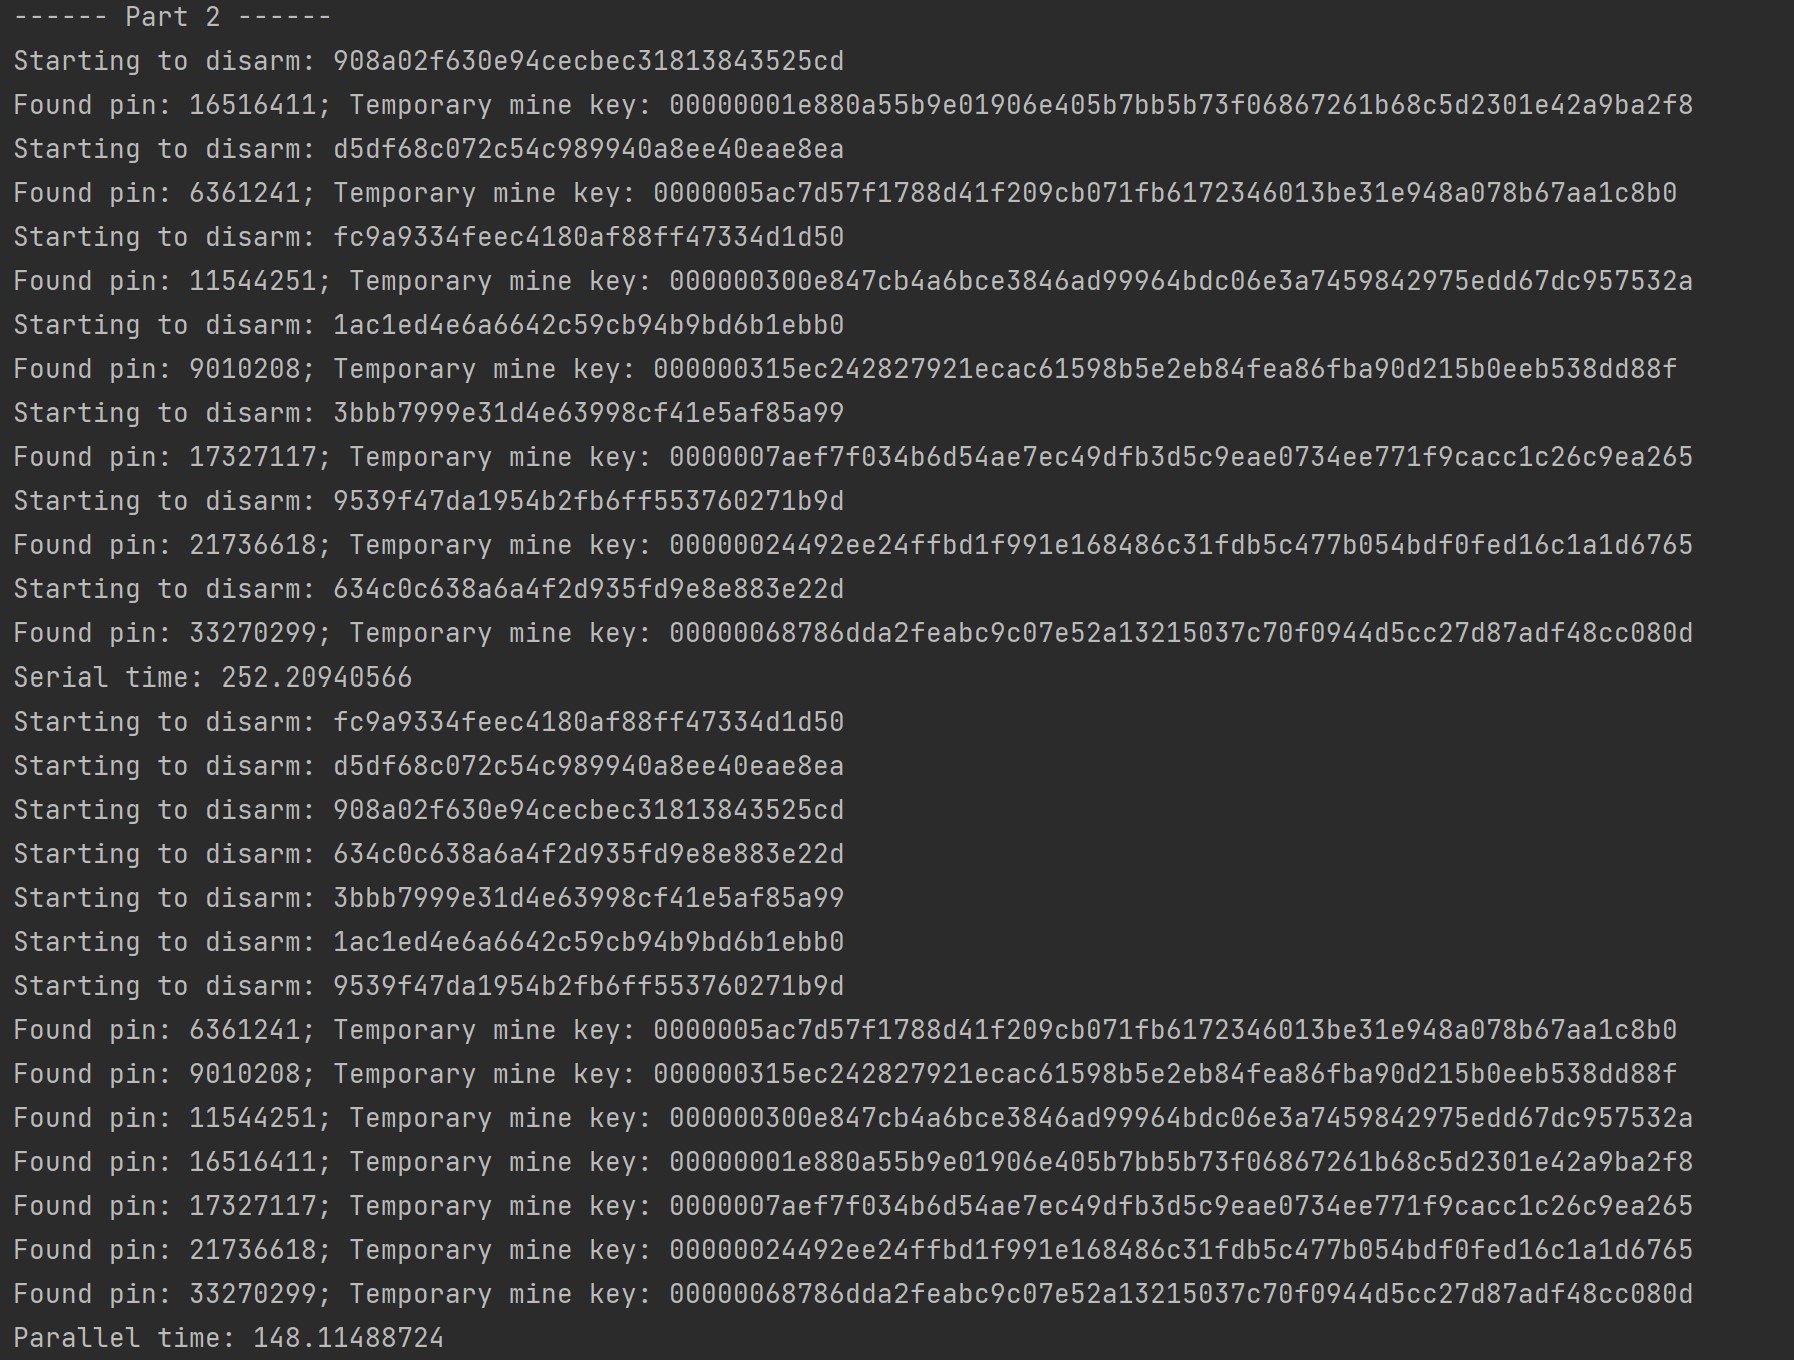 ------ Part 2 ------
Starting to disarm: 908a02f630e94cecbec31813843525cd
Found pin: 16516411; Temporary mine key: 00000001e880a55b9e01906e405b7bb5b73f06867261b68c5d2301e42a9ba2f8
Starting to disarm: d5df68c072c54c989940a8ee40eae8ea
Found pin: 6361241; Temporary mine key: 0000005ac7d57f1788d41f209cb071fb6172346013be31e948a078b67aa1c8b0
Starting to disarm: fc9a9334feec4180af88ff47334d1d50
Found pin: 11544251; Temporary mine key: 000000300e847cb4a6bce3846ad99964bdc06e3a7459842975edd67dc957532a
Starting to disarm: 1ac1ed4e6a6642c59cb94b9bd6b1ebb0
Found pin: 9010208; Temporary mine key: 000000315ec242827921ecac61598b5e2eb84fea86fba90d215b0eeb538dd88f
Starting to disarm: 3bbb7999e31d4e63998cf41e5af85a99
Found pin: 17327117; Temporary mine key: 0000007aef7f034b6d54ae7ec49dfb3d5c9eae0734ee771f9cacc1c26c9ea265
Starting to disarm: 9539f47da1954b2fb6ff553760271b9d
Found pin: 21736618; Temporary mine key: 00000024492ee24ffbd1f991e168486c31fdb5c477b054bdf0fed16c1a1d6765
Starting to disarm: 634c0c638a6a4f2d935fd9e8e883e22d
Found pin: 33270299; Temporary mine key: 00000068786dda2feabc9c07e52a13215037c70f0944d5cc27d87adf48cc080d
Serial time: 252.20940566
Starting to disarm: fc9a9334feec4180af88ff47334d1d50
Starting to disarm: d5df68c072c54c989940a8ee40eae8ea
Starting to disarm: 908a02f630e94cecbec31813843525cd
Starting to disarm: 634c0c638a6a4f2d935fd9e8e883e22d
Starting to disarm: 3bbb7999e31d4e63998cf41e5af85a99
Starting to disarm: 1ac1ed4e6a6642c59cb94b9bd6b1ebb0
Starting to disarm: 9539f47da1954b2fb6ff553760271b9d
Found pin: 6361241; Temporary mine key: 0000005ac7d57f1788d41f209cb071fb6172346013be31e948a078b67aa1c8b0
Found pin: 9010208; Temporary mine key: 000000315ec242827921ecac61598b5e2eb84fea86fba90d215b0eeb538dd88f
Found pin: 11544251; Temporary mine key: 000000300e847cb4a6bce3846ad99964bdc06e3a7459842975edd67dc957532a
Found pin: 16516411; Temporary mine key: 00000001e880a55b9e01906e405b7bb5b73f06867261b68c5d2301e42a9ba2f8
Found pin: 17327117; Temporary mine key: 0000007aef7f034b6d54ae7ec49dfb3d5c9eae0734ee771f9cacc1c26c9ea265
Found pin: 21736618; Temporary mine key: 00000024492ee24ffbd1f991e168486c31fdb5c477b054bdf0fed16c1a1d6765
Found pin: 33270299; Temporary mine key: 00000068786dda2feabc9c07e52a13215037c70f0944d5cc27d87adf48cc080d
Parallel time: 148.11488724